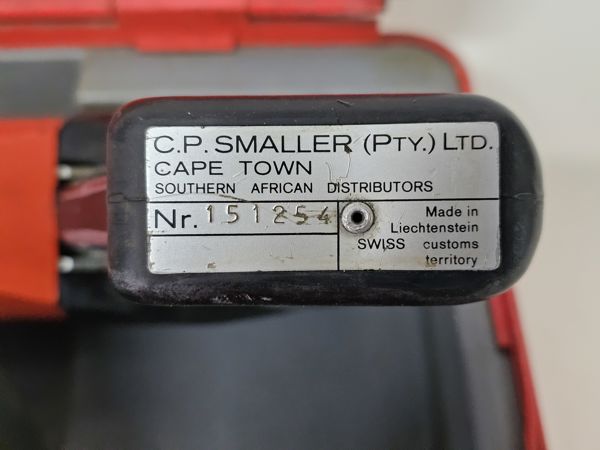 C.P. SMALLER (PTY.) LTD.
CAPE TOWN
SOUTHERN AFRICAN DISTRIBUTORS
Nr. 151254
Made in
Liechtenstein
SWISS customs
territory